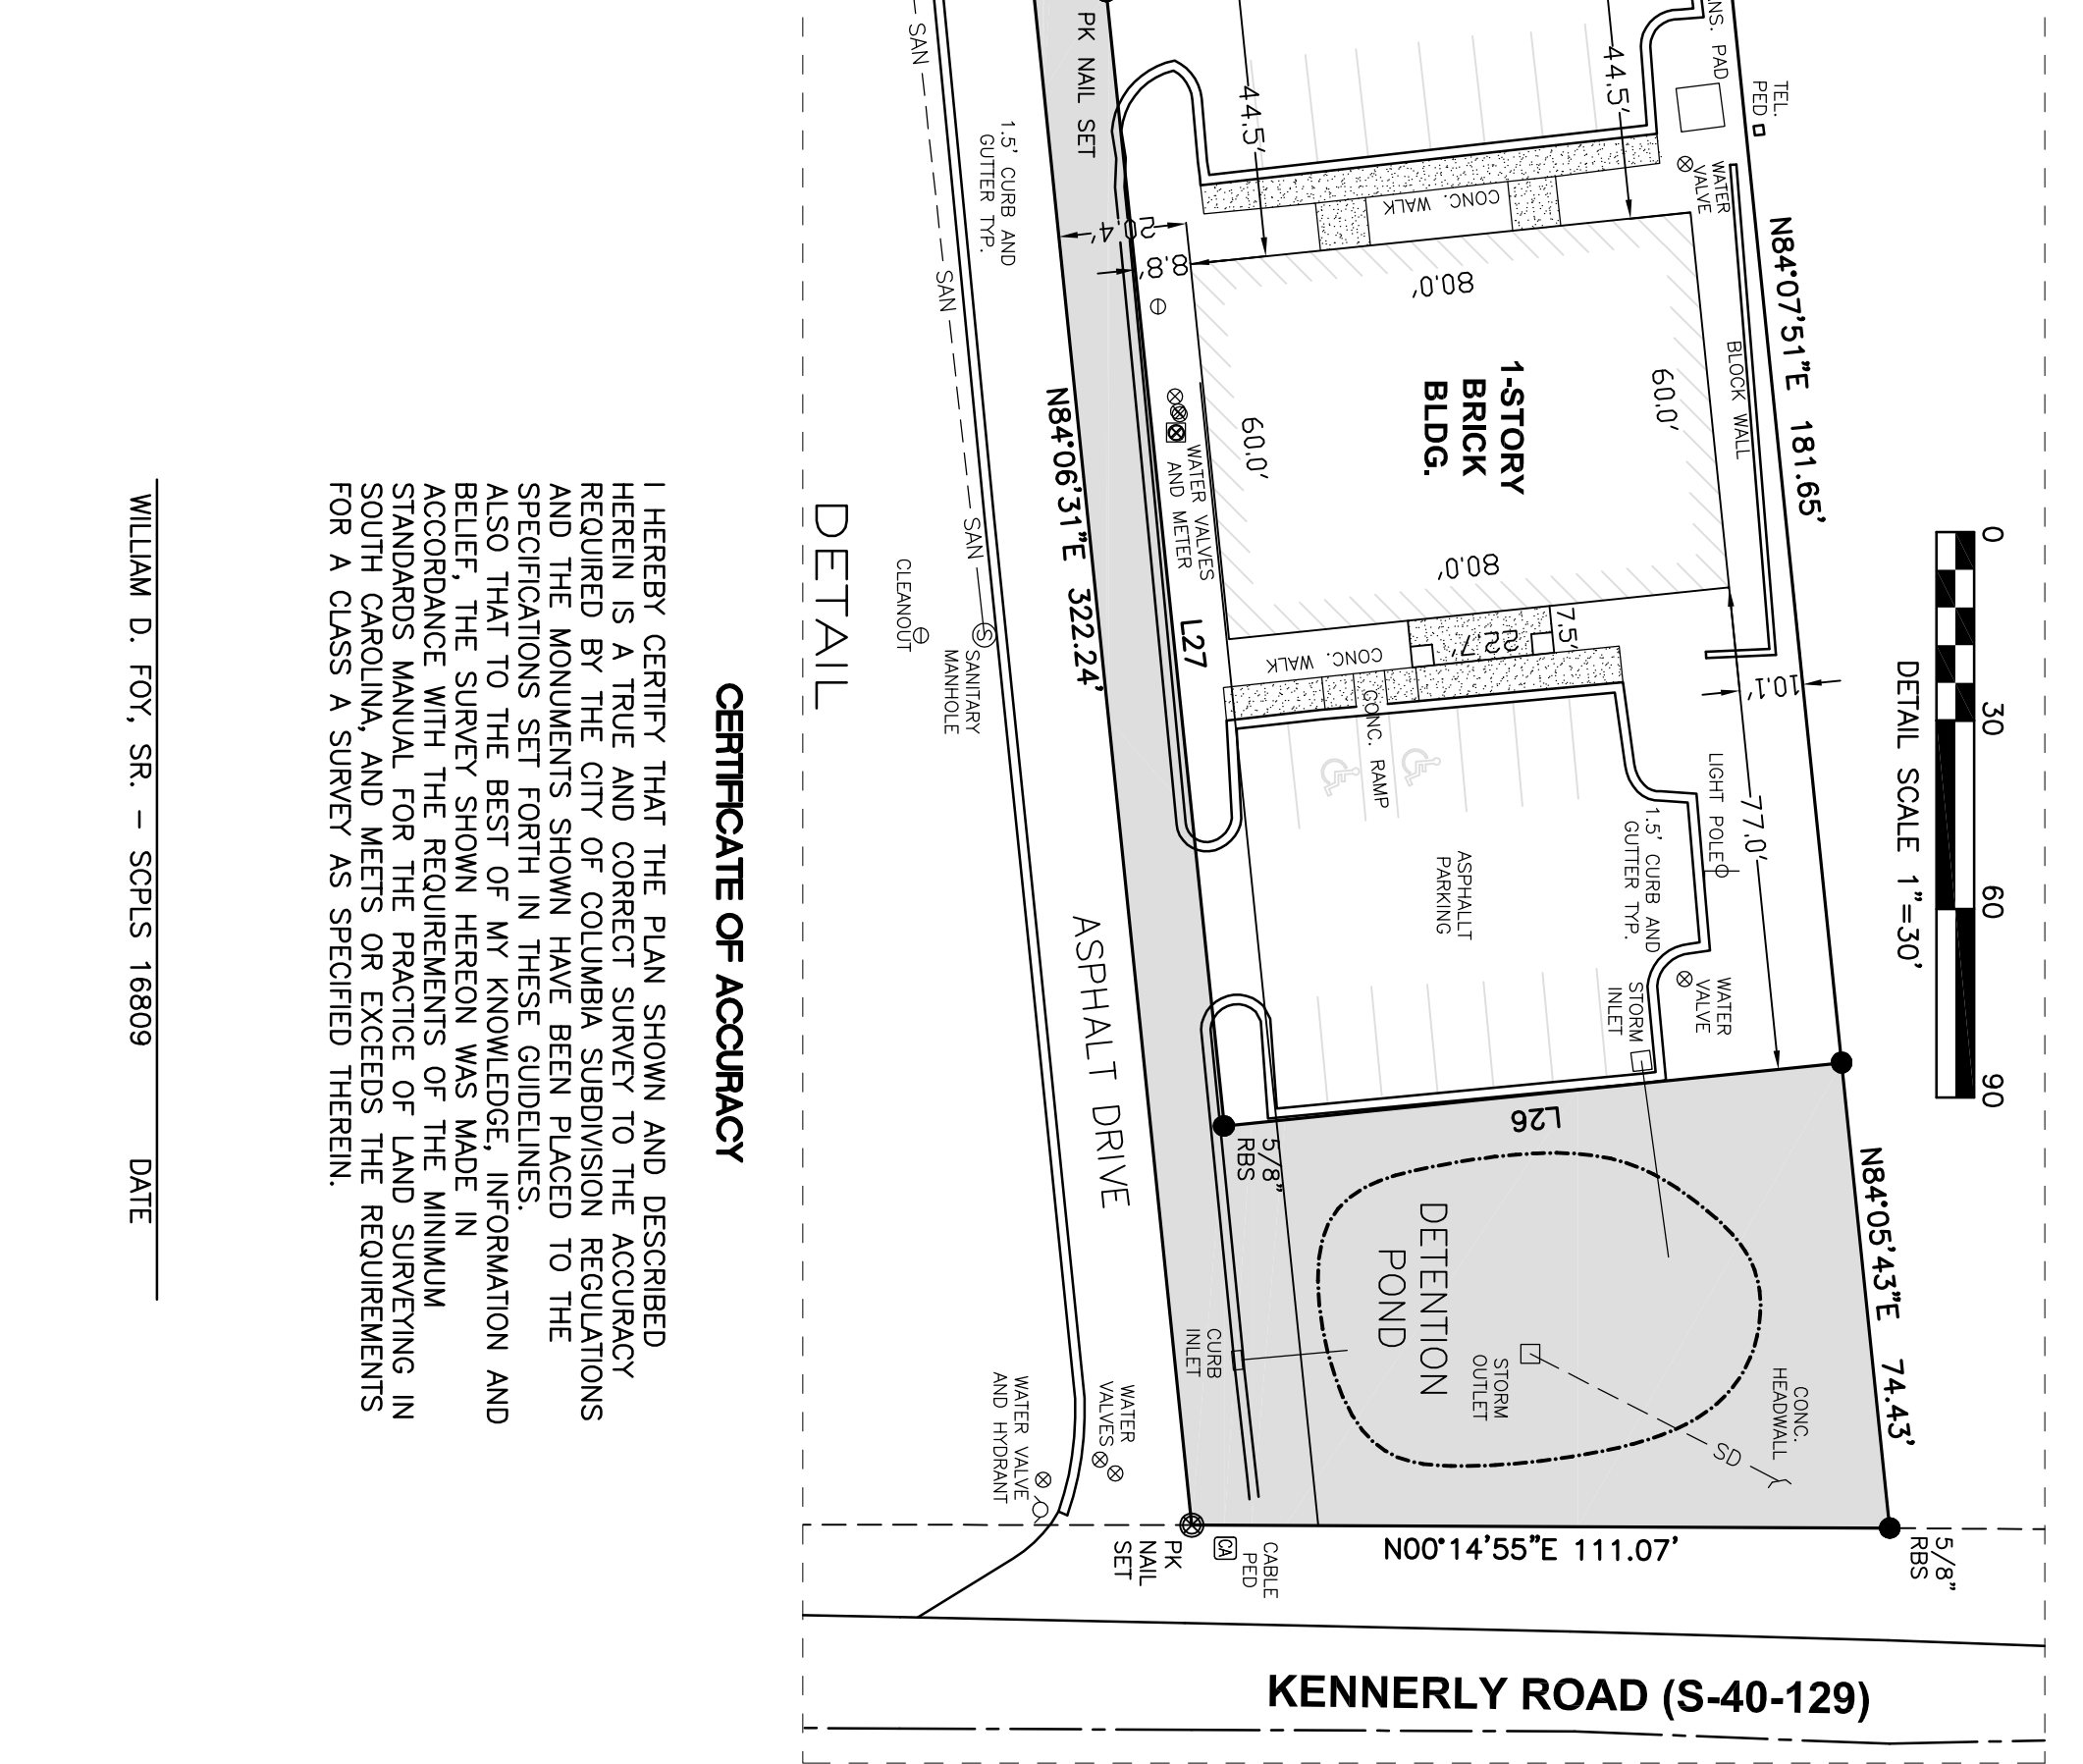 DETAIL SCALE 1"=30'
0
30
60
90
NS. PAD
TEL.
PED
WATER
VALVE
N84°07'51"E 181.65'
BLOCK WALL
44.5'
44.5'
CONC. WALK
80.0'
60.0'
1-STORY
BRICK
BLDG.
60.0'
80.0'
PK NAIL SET
20.4'
8.8'
WATER VALVES
AND METER
L27
7.5'
22.7'
CONC. WALK
CONC. RAMP
10.1'
77.0'
LIGHT POLE
1.5' CURB AND
GUTTER TYP.
ASPHALT
PARKING
WATER
VALVE
STORM
INLET
L26
5/8"
RBS
N84°05'43"E 74.43'
DETENTION
POND
STORM
OUTLET
CONC.
HEADWALL
SD
CURB
INLET
N00°14'55"E 111.07'
5/8"
RBS
CABLE
PED
CA
PK
NAIL
SET
N84°06'31"E 322.24'
ASPHALT DRIVE
WATER
VALVES
WATER VALVE
AND HYDRANT
1.5' CURB AND
GUTTER TYP.
SAN
SAN
SAN
S
SANITARY
MANHOLE
CLEANOUT
DETAIL
KENNERLY ROAD (S-40-129)
CERTIFICATE OF ACCURACY
I HEREBY CERTIFY THAT THE PLAN SHOWN AND DESCRIBED
HEREIN IS A TRUE AND CORRECT SURVEY TO THE ACCURACY
REQUIRED BY THE CITY OF COLUMBIA SUBDIVISION REGULATIONS
AND THE MONUMENTS SHOWN HAVE BEEN PLACED TO THE
SPECIFICATIONS SET FORTH IN THESE GUIDELINES.
ALSO THAT TO THE BEST OF MY KNOWLEDGE, INFORMATION AND
BELIEF, THE SURVEY SHOWN HEREON WAS MADE IN
ACCORDANCE WITH THE REQUIREMENTS OF THE MINIMUM
STANDARDS MANUAL FOR THE PRACTICE OF LAND SURVEYING IN
SOUTH CAROLINA, AND MEETS OR EXCEEDS THE REQUIREMENTS
FOR A CLASS A SURVEY AS SPECIFIED THEREIN.
WILLIAM D. FOY, SR. – SCPLS 16809 DATE